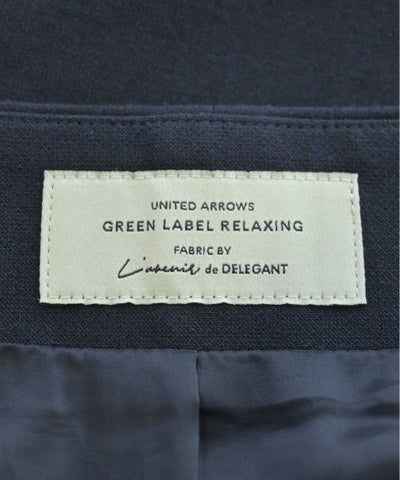 UNITED ARROWS
GREEN LABEL RELAXING
FABRIC BY
L'avenir de DELEGANT